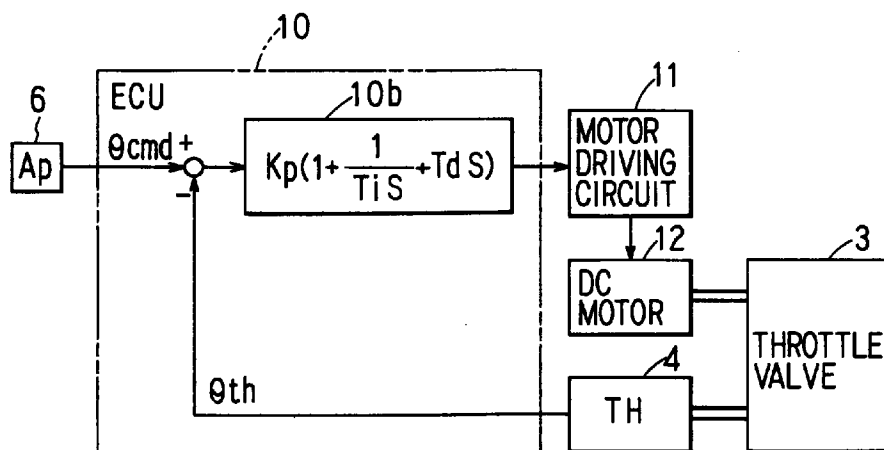 10
ECU
6
Ap
θcmd
+
-
10b
Kp(1+ 1/TiS +TdS)
11
MOTOR
DRIVING
CIRCUIT
12
DC
MOTOR
3
THROTTLE
VALVE
4
TH
θth